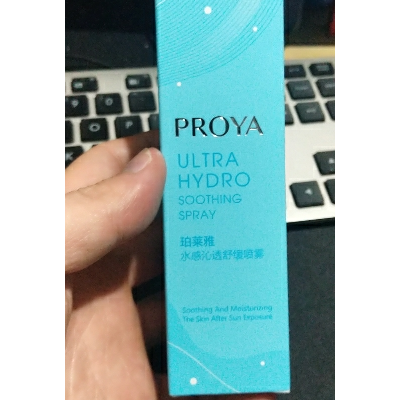 PROYA
ULTRA
HYDRO
SOOTHING
SPRAY
珀莱雅
水感沁透舒缓喷雾
Soothing And Moisturizing
The Skin After Sun Exposure